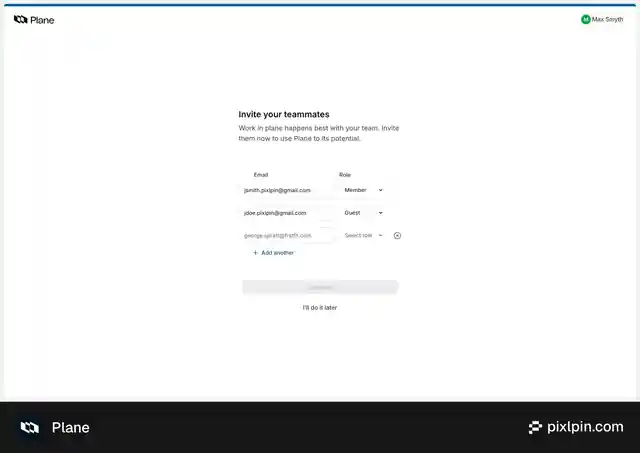 Plane
M Max Smyth
Invite your teammates
Work in plane happens best with your team. Invite
them now to use Plane to its potential.
Email Role
jsmith.pixlpin@gmail.com Member
jdoe.pixlpin@gmail.com Guest
Select role
+ Add another
I'll do it later
Plane
pixlpin.com